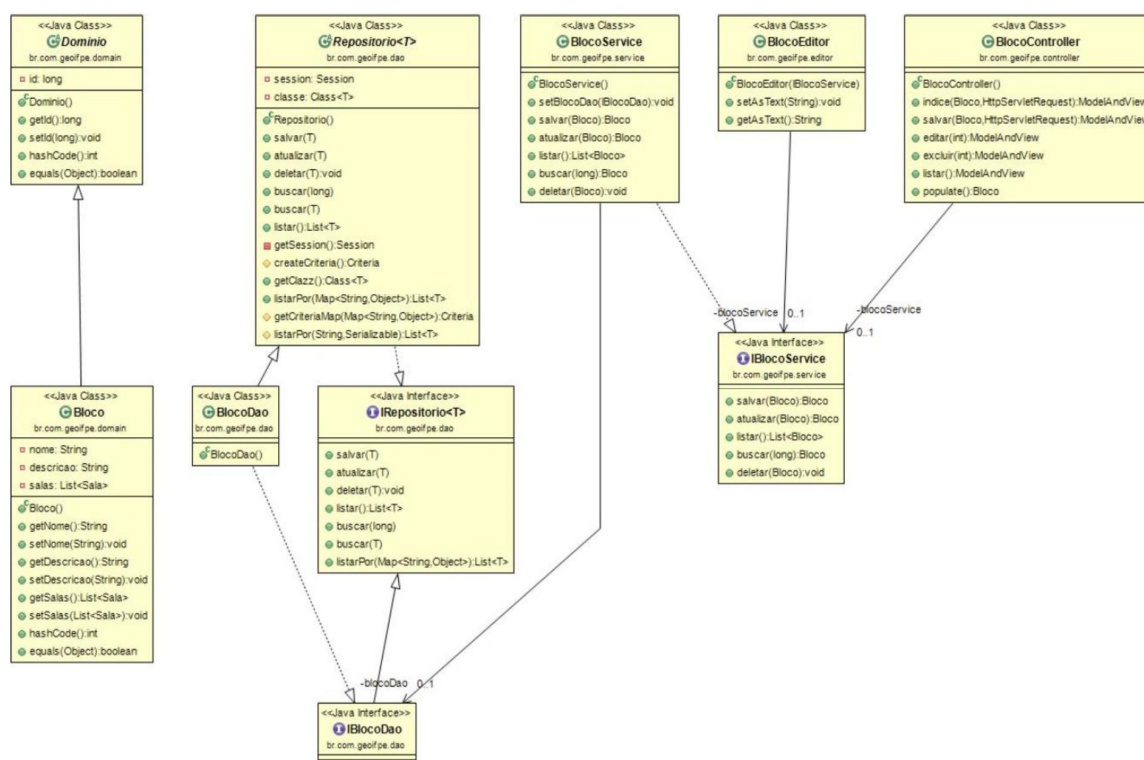 <<Java Class>>
Dominio
br.com.geoifpe.domain
id: long
Dominio()
getId():long
setId(long):void
hashCode():int
equals(Object):boolean
<<Java Class>>
Repositorio<T>
br.com.geoifpe.dao
session: Session
classe: Class<T>
Repositorio()
salvar(T)
atualizar(T)
deletar(T):void
buscar(long)
buscar(T)
listar():List<T>
getSession():Session
createCriteria():Criteria
getClazz():Class<T>
listarPor(Map<String,Object>):List<T>
getCriteriaMap(Map<String,Object>):Criteria
listarPor(String,Serializable):List<T>
<<Java Class>>
BlocoService
br.com.geoifpe.service
BlocoService()
setBlocoDao(IBlocoDao):void
salvar(Bloco):Bloco
atualizar(Bloco):Bloco
listar():List<Bloco>
buscar(long):Bloco
deletar(Bloco):void
<<Java Class>>
BlocoEditor
br.com.geoifpe.editor
BlocoEditor(IBlocoService)
setAsText(String):void
getAsText():String
<<Java Class>>
BlocoController
br.com.geoifpe.controller
BlocoController()
indice(Bloco,HttpServletRequest):ModelAndView
salvar(Bloco,HttpServletRequest):ModelAndView
editar(int):ModelAndView
excluir(int):ModelAndView
listar():ModelAndView
populate():Bloco
-blocoService
0..1
-blocoService
0..1
<<Java Interface>>
IBlocoService
br.com.geoifpe.service
salvar(Bloco):Bloco
atualizar(Bloco):Bloco
listar():List<Bloco>
buscar(long):Bloco
deletar(Bloco):void
<<Java Class>>
Bloco
br.com.geoifpe.domain
nome: String
descricao: String
salas: List<Sala>
Bloco()
getNome():String
setNome(String):void
getDescricao():String
setDescricao(String):void
getSalas():List<Sala>
setSalas(List<Sala>):void
hashCode():int
equals(Object):boolean
<<Java Class>>
BlocoDao
br.com.geoifpe.dao
BlocoDao()
<<Java Interface>>
IRepositorio<T>
br.com.geoifpe.dao
salvar(T)
atualizar(T)
deletar(T):void
listar():List<T>
buscar(long)
buscar(T)
listarPor(Map<String,Object>):List<T>
-blocoDao
0..1
<<Java Interface>>
IBlocoDao
br.com.geoifpe.dao